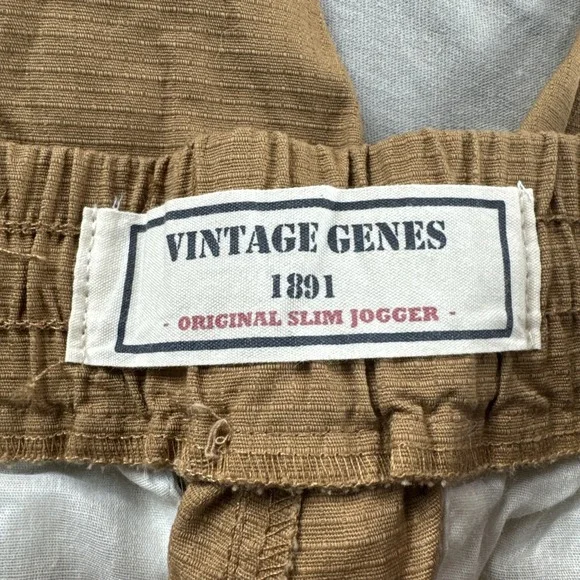 VINTAGE GENES
1891
- ORIGINAL SLIM JOGGER -